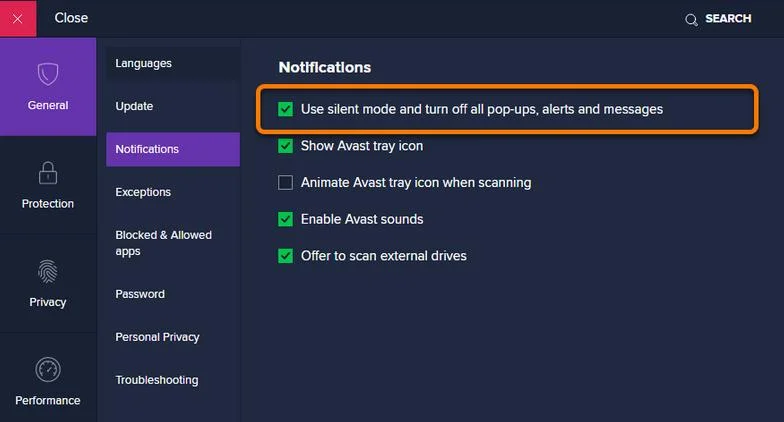 Close
SEARCH
General
Protection
Privacy
Performance
Languages
Update
Notifications
Exceptions
Blocked & Allowed
apps
Password
Personal Privacy
Troubleshooting
Notifications
Use silent mode and turn off all pop-ups, alerts and messages
Show Avast tray icon
Animate Avast tray icon when scanning
Enable Avast sounds
Offer to scan external drives